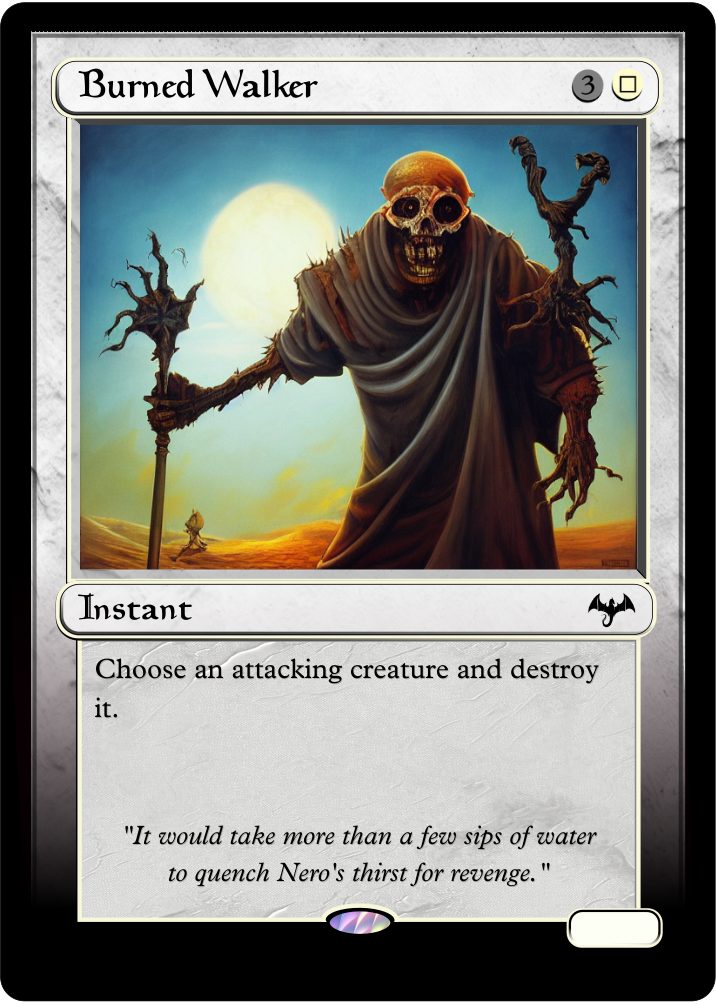 Burned Walker 3
Instant
Choose an attacking creature and destroy
it.
"It would take more than a few sips of water
to quench Nero's thirst for revenge."